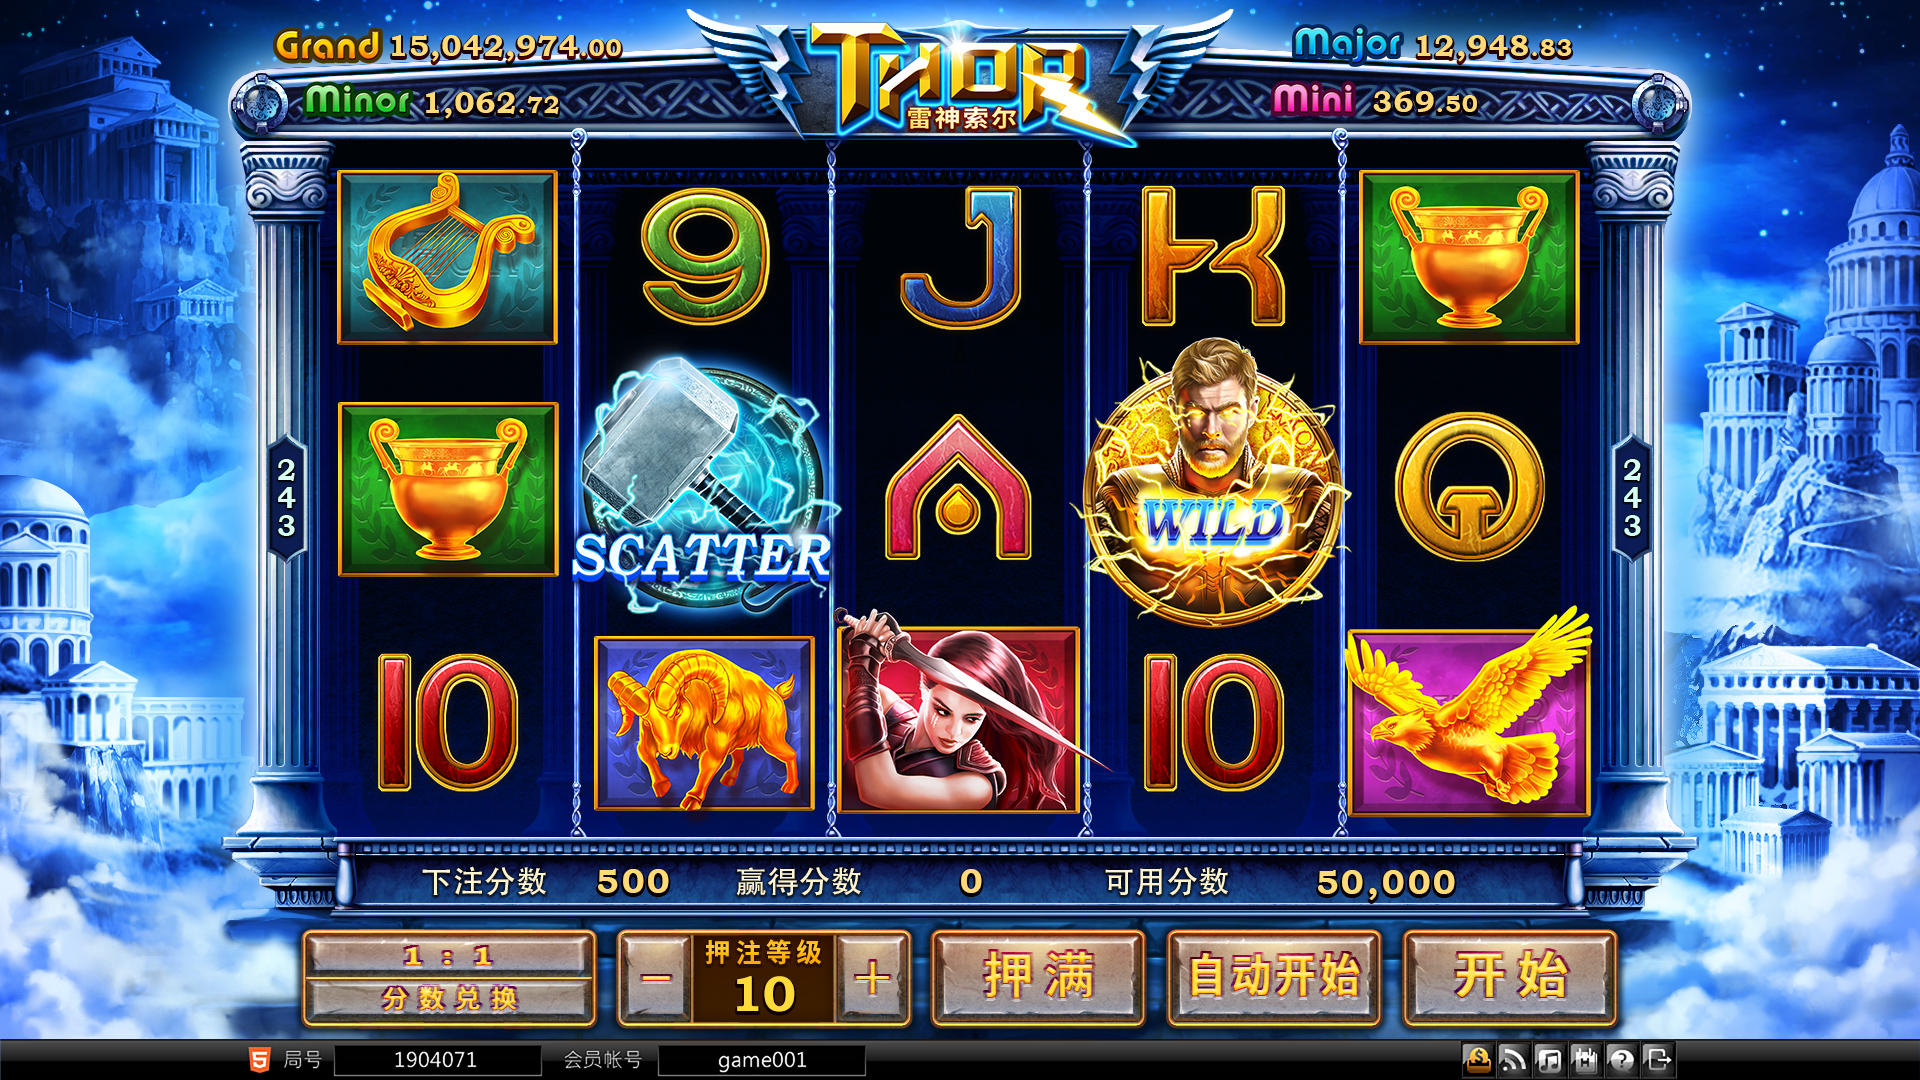 Grand 15,042,974.00
Minor 1,062.72
THOR
雷神索尔
Major 12,948.83
Mini 369.50
9
J
K
243
SCATTER
A
WILD
Q
243
10
10
下注分数 500 赢得分数 0 可用分数 50,000
1 : 1
分数兑换
−
押注等级
10
+
押满
自动开始
开始
5 局号 1904071 会员帐号 game001